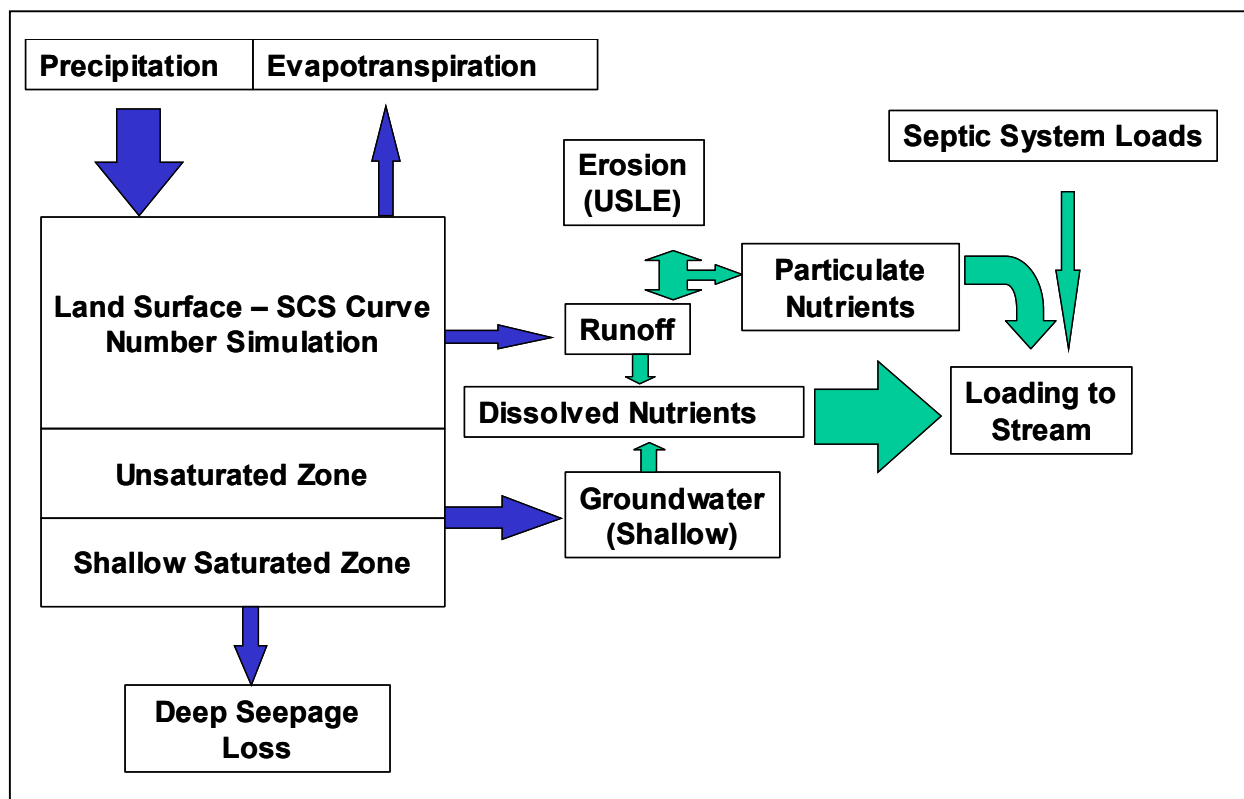 Precipitation
Evapotranspiration
Septic System Loads
Erosion
(USLE)
Particulate
Nutrients
Land Surface – SCS Curve
Number Simulation
Runoff
Dissolved Nutrients
Loading to
Stream
Unsaturated Zone
Groundwater
(Shallow)
Shallow Saturated Zone
Deep Seepage
Loss